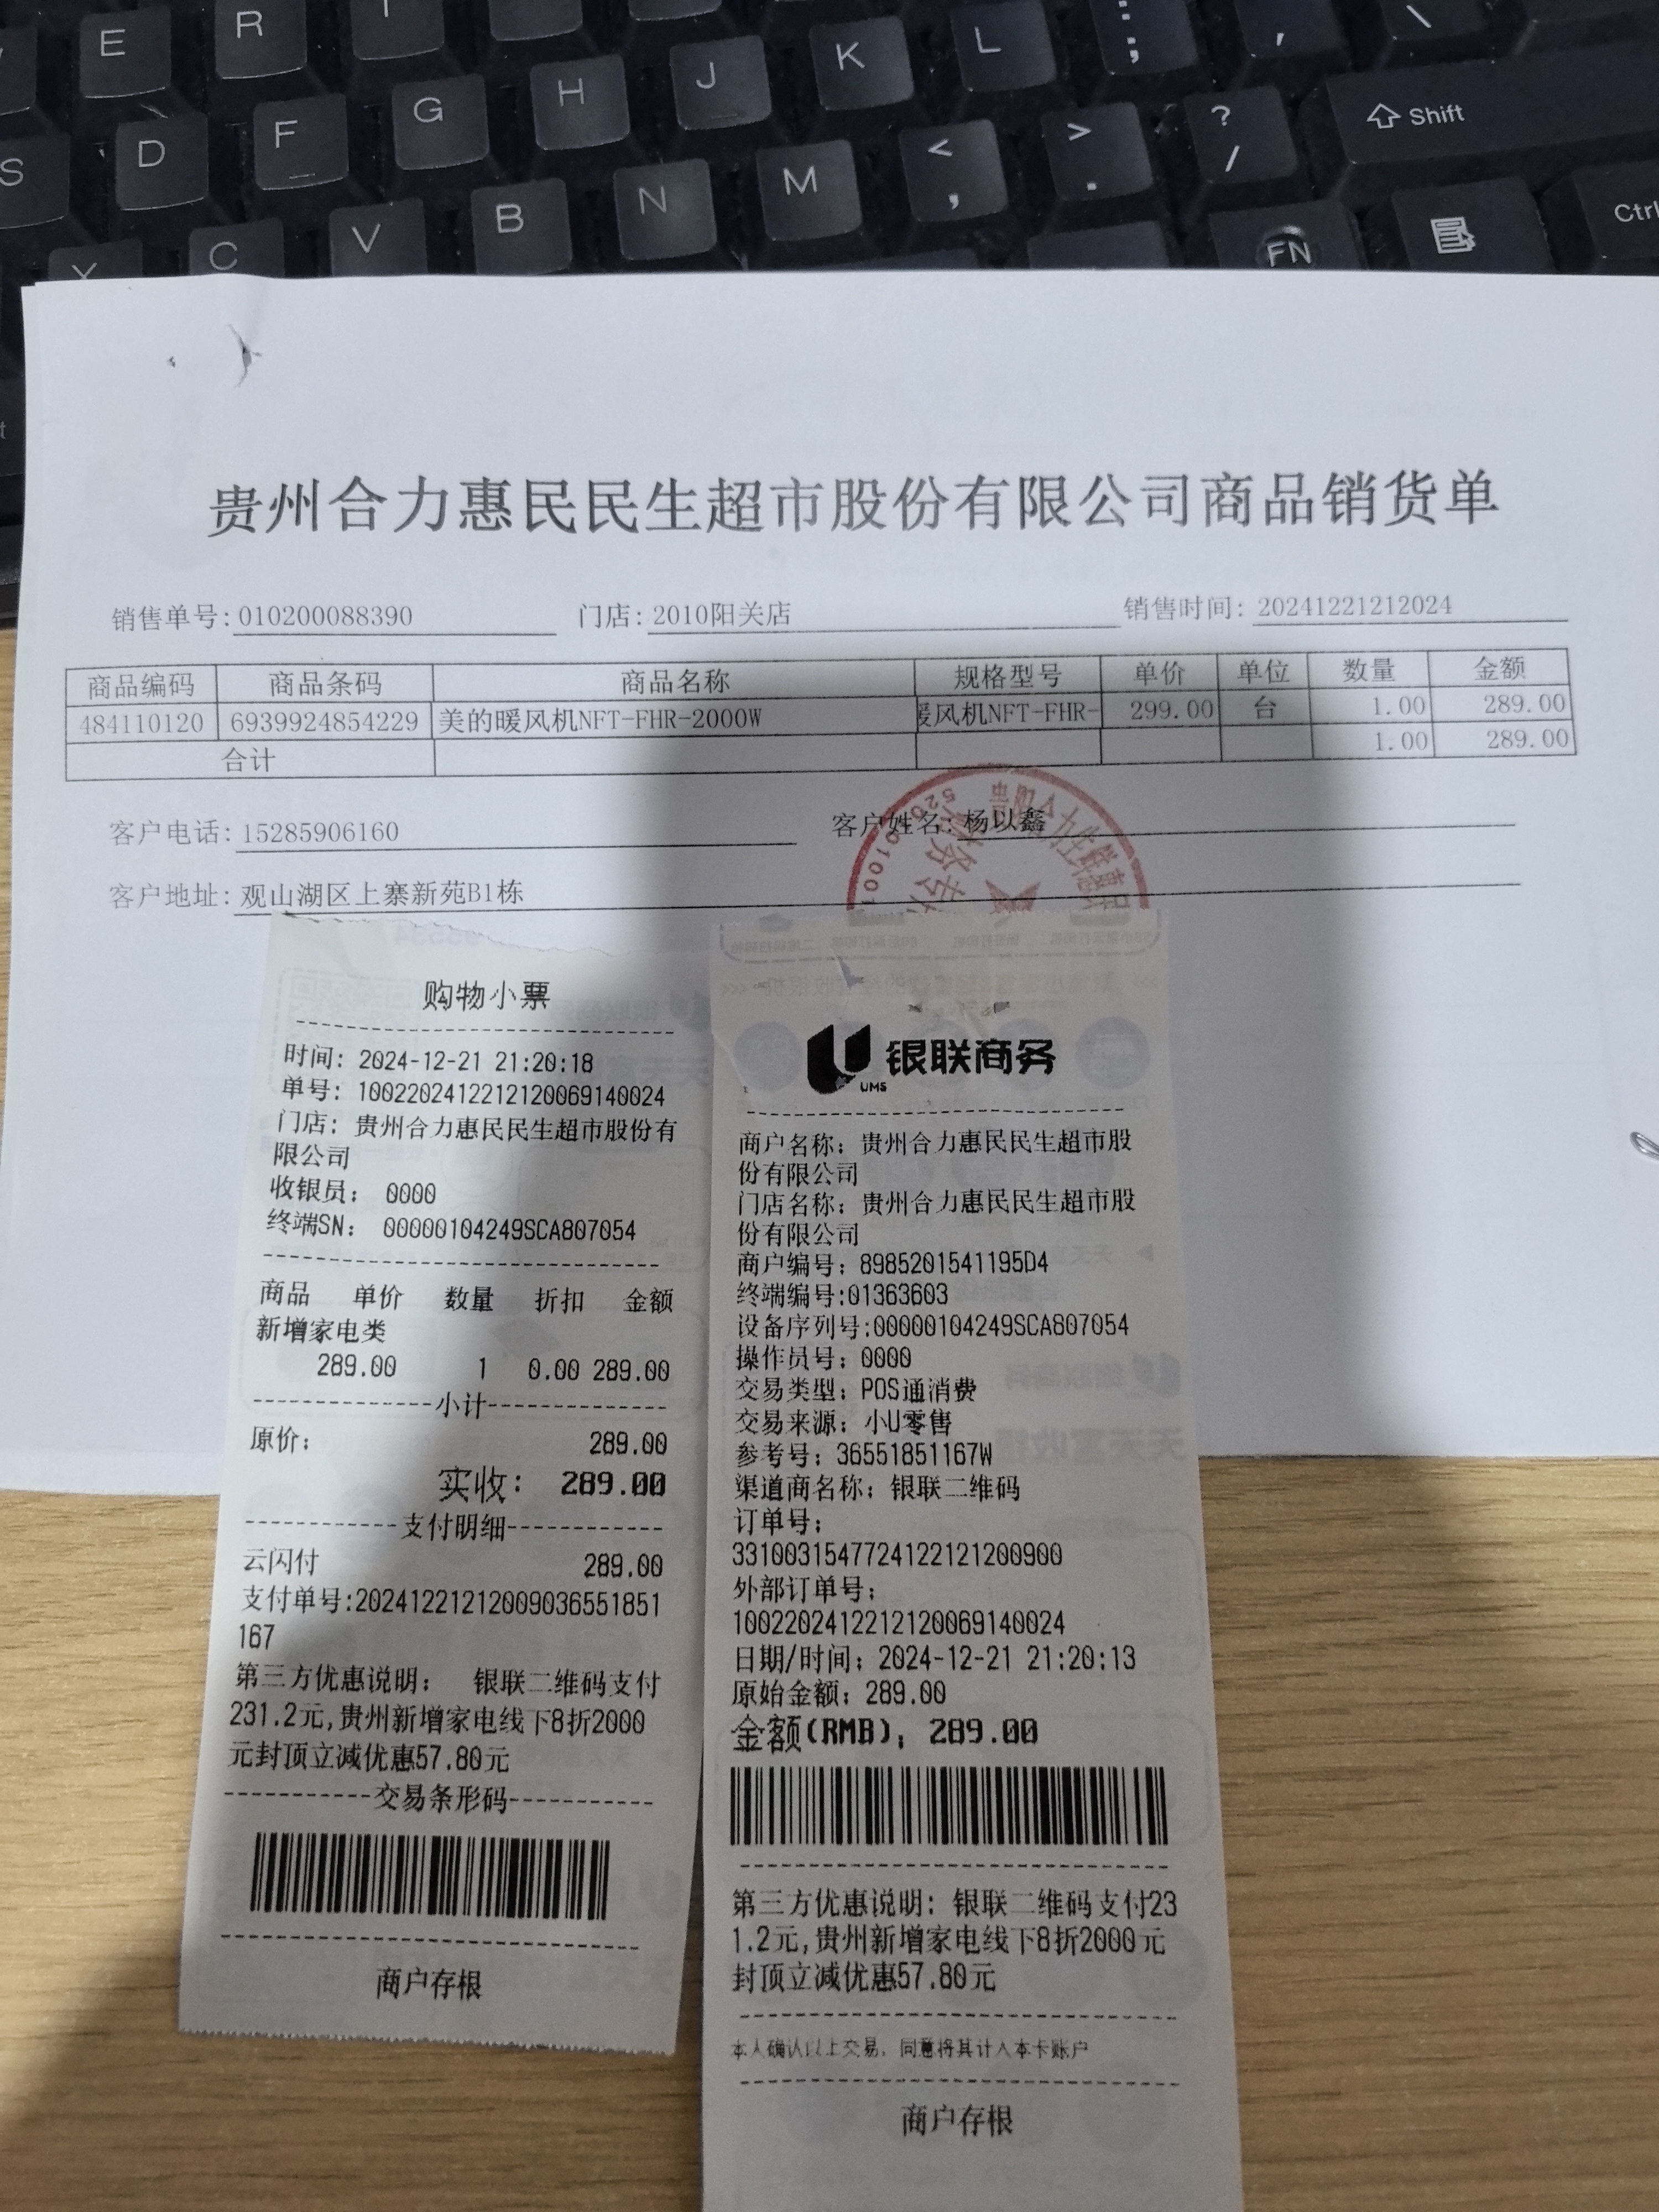 E R I
S D F G H J K L : ;
X C V B N M < , > . ? / Shift
FN Ctrl
贵州合力惠民民生超市股份有限公司商品销货单
销售单号:010200088390 门店:2010阳关店 销售时间:20241221212024
商品编码 商品条码 商品名称 规格型号 单价 单位 数量 金额
484110120 6939924854229 美的暖风机NFT-FHR-2000W 暖风机NFT-FHR- 299.00 台 1.00 289.00
合计 1.00 289.00
客户电话:15285906160 客户姓名:杨以鑫
客户地址:观山湖区上寨新苑B1栋
购物小票
时间: 2024-12-21 21:20:18
单号: 1002202412212120069140024
门店: 贵州合力惠民民生超市股份有
限公司
收银员: 0000
终端SN: 00000104249SCA807054
商品 单价 数量 折扣 金额
新增家电类
289.00 1 0.00 289.00
小计
原价: 289.00
实收: 289.00
支付明细
云闪付 289.00
支付单号:20241221212009036551851
167
第三方优惠说明: 银联二维码支付
231.2元,贵州新增家电线下8折2000
元封顶立减优惠57.80元
交易条形码
商户存根
银联商务
UMS
商户名称: 贵州合力惠民民生超市股
份有限公司
门店名称: 贵州合力惠民民生超市股
份有限公司
商户编号: 8985201541195D4
终端编号:01363603
设备序列号:00000104249SCA807054
操作员号: 0000
交易类型: POS通消费
交易来源: 小U零售
参考号: 36551851167W
渠道商名称: 银联二维码
订单号:
33100315477241221212009​00
外部订单号:
1002202412212120069140024
日期/时间: 2024-12-21 21:20:13
原始金额: 289.00
金额(RMB): 289.00
第三方优惠说明: 银联二维码支付23
1.2元,贵州新增家电线下8折2000元
封顶立减优惠57.80元
本人确认以上交易, 同意将其计入本卡账户
商户存根